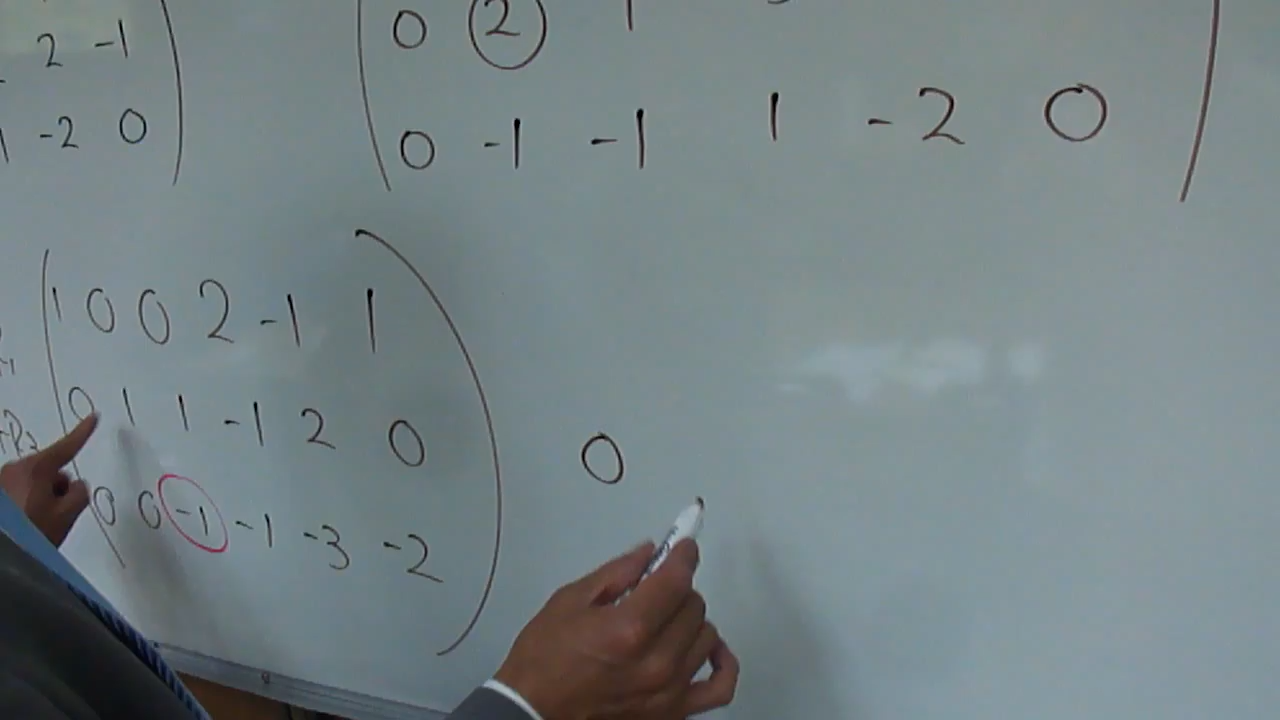 2 -1
0 2 1
-2 0
0 -1 -1 1 -2 0
1 0 0 2 -1 1
0 1 1 -1 2 0
0
0 0 -1 -1 -3 -2